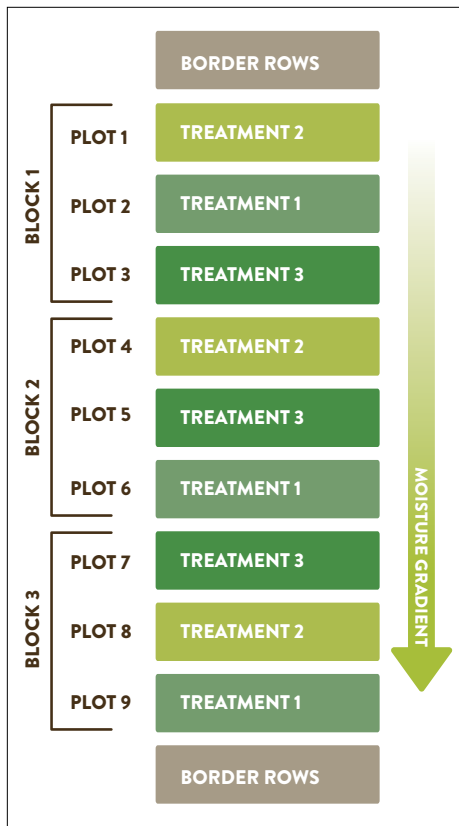 BORDER ROWS
BLOCK 1
PLOT 1
TREATMENT 2
PLOT 2
TREATMENT 1
PLOT 3
TREATMENT 3
BLOCK 2
PLOT 4
TREATMENT 2
PLOT 5
TREATMENT 3
PLOT 6
TREATMENT 1
BLOCK 3
PLOT 7
TREATMENT 3
PLOT 8
TREATMENT 2
PLOT 9
TREATMENT 1
BORDER ROWS
MOISTURE GRADIENT